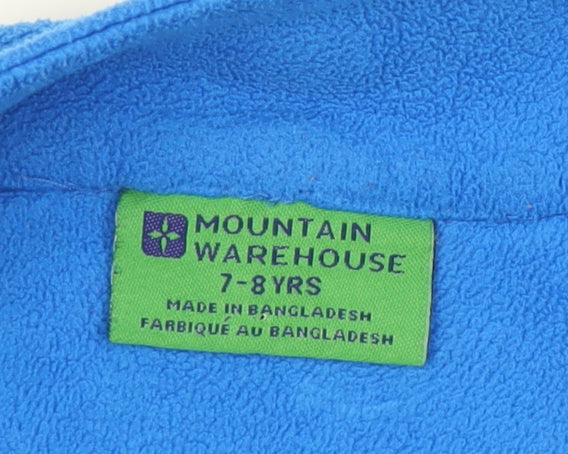 MOUNTAIN
WAREHOUSE
7-8 YRS
MADE IN BANGLADESH
FARBIQUÉ AU BANGLADESH